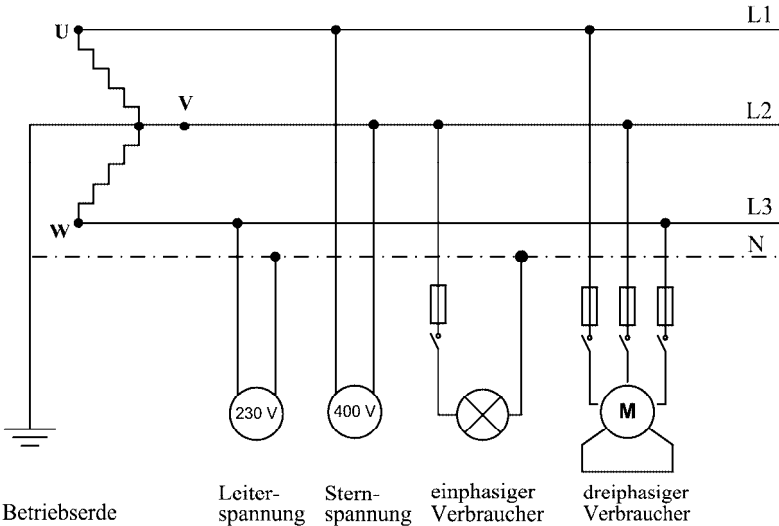 L1
U
V
L2
L3
W
N
230 V
400 V
M
Betriebserde
Leiter-
spannung
Stern-
spannung
einphasiger
Verbraucher
dreiphasiger
Verbraucher